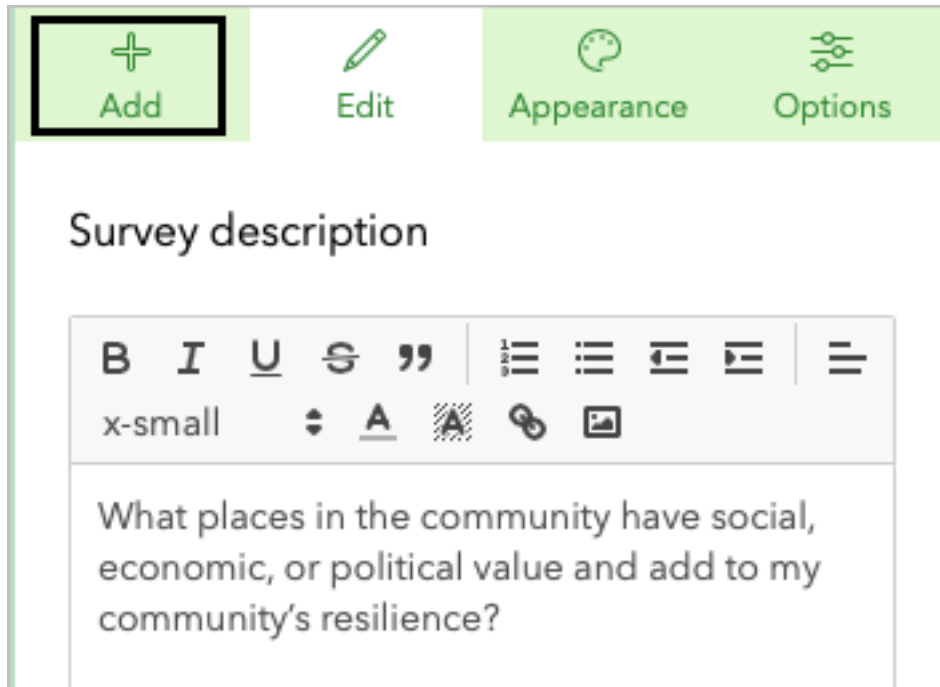 Add Edit Appearance Options
Survey description
B I U S
x-small A A
What places in the community have social,
economic, or political value and add to my
community’s resilience?